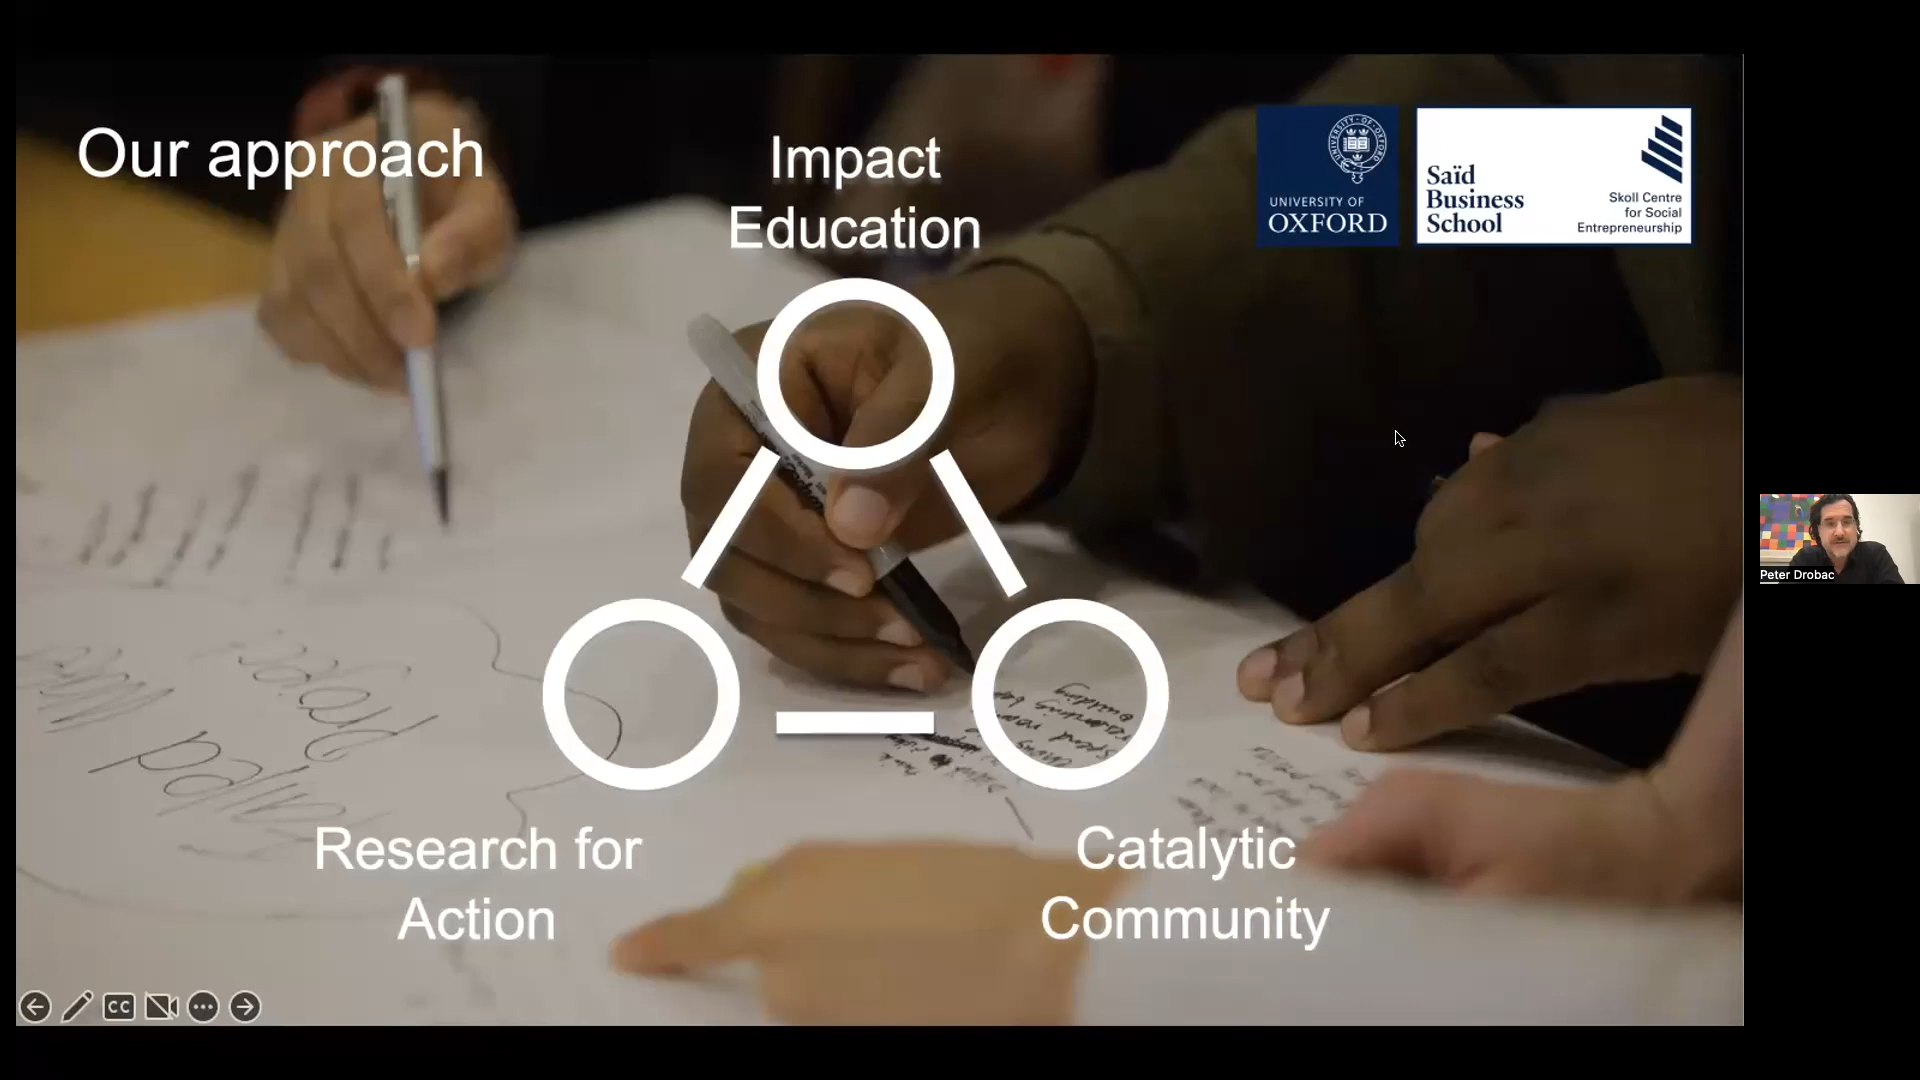 Our approach
Impact
Education
UNIVERSITY OF
OXFORD
Saïd
Business
School
Skoll Centre
for Social
Entrepreneurship
Research for
Action
Catalytic
Community
Peter Drobac
CC